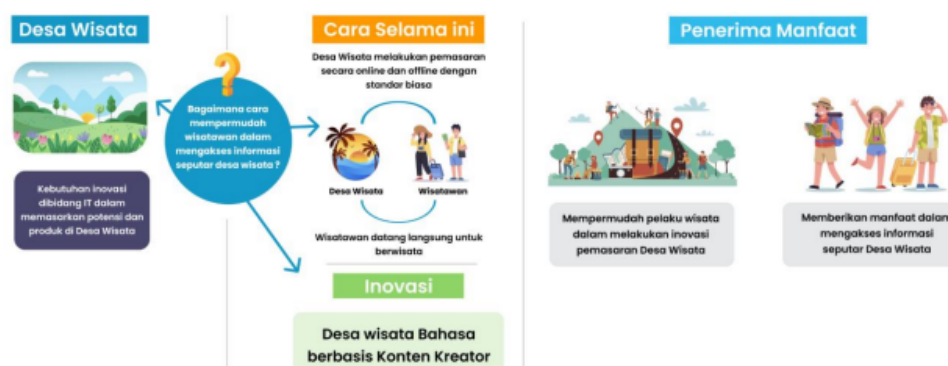 Desa Wisata
Kebutuhan inovasi
dibidang IT dalam
memasarkan potensi dan
produk di Desa Wisata
?
Bagaimana cara
mempermudah
wisatawan dalam
mengakses informasi
seputar desa wisata ?
Cara Selama ini
Desa Wisata melakukan pemasaran
secara online dan offline dengan
standar biasa
Desa Wisata
Wisatawan
Wisatawan datang langsung untuk
berwisata
Inovasi
Desa wisata Bahasa
berbasis Konten Kreator
Penerima Manfaat
Mempermudah pelaku wisata
dalam melakukan inovasi
pemasaran Desa Wisata
Memberikan manfaat dalam
mengakses informasi
seputar Desa Wisata